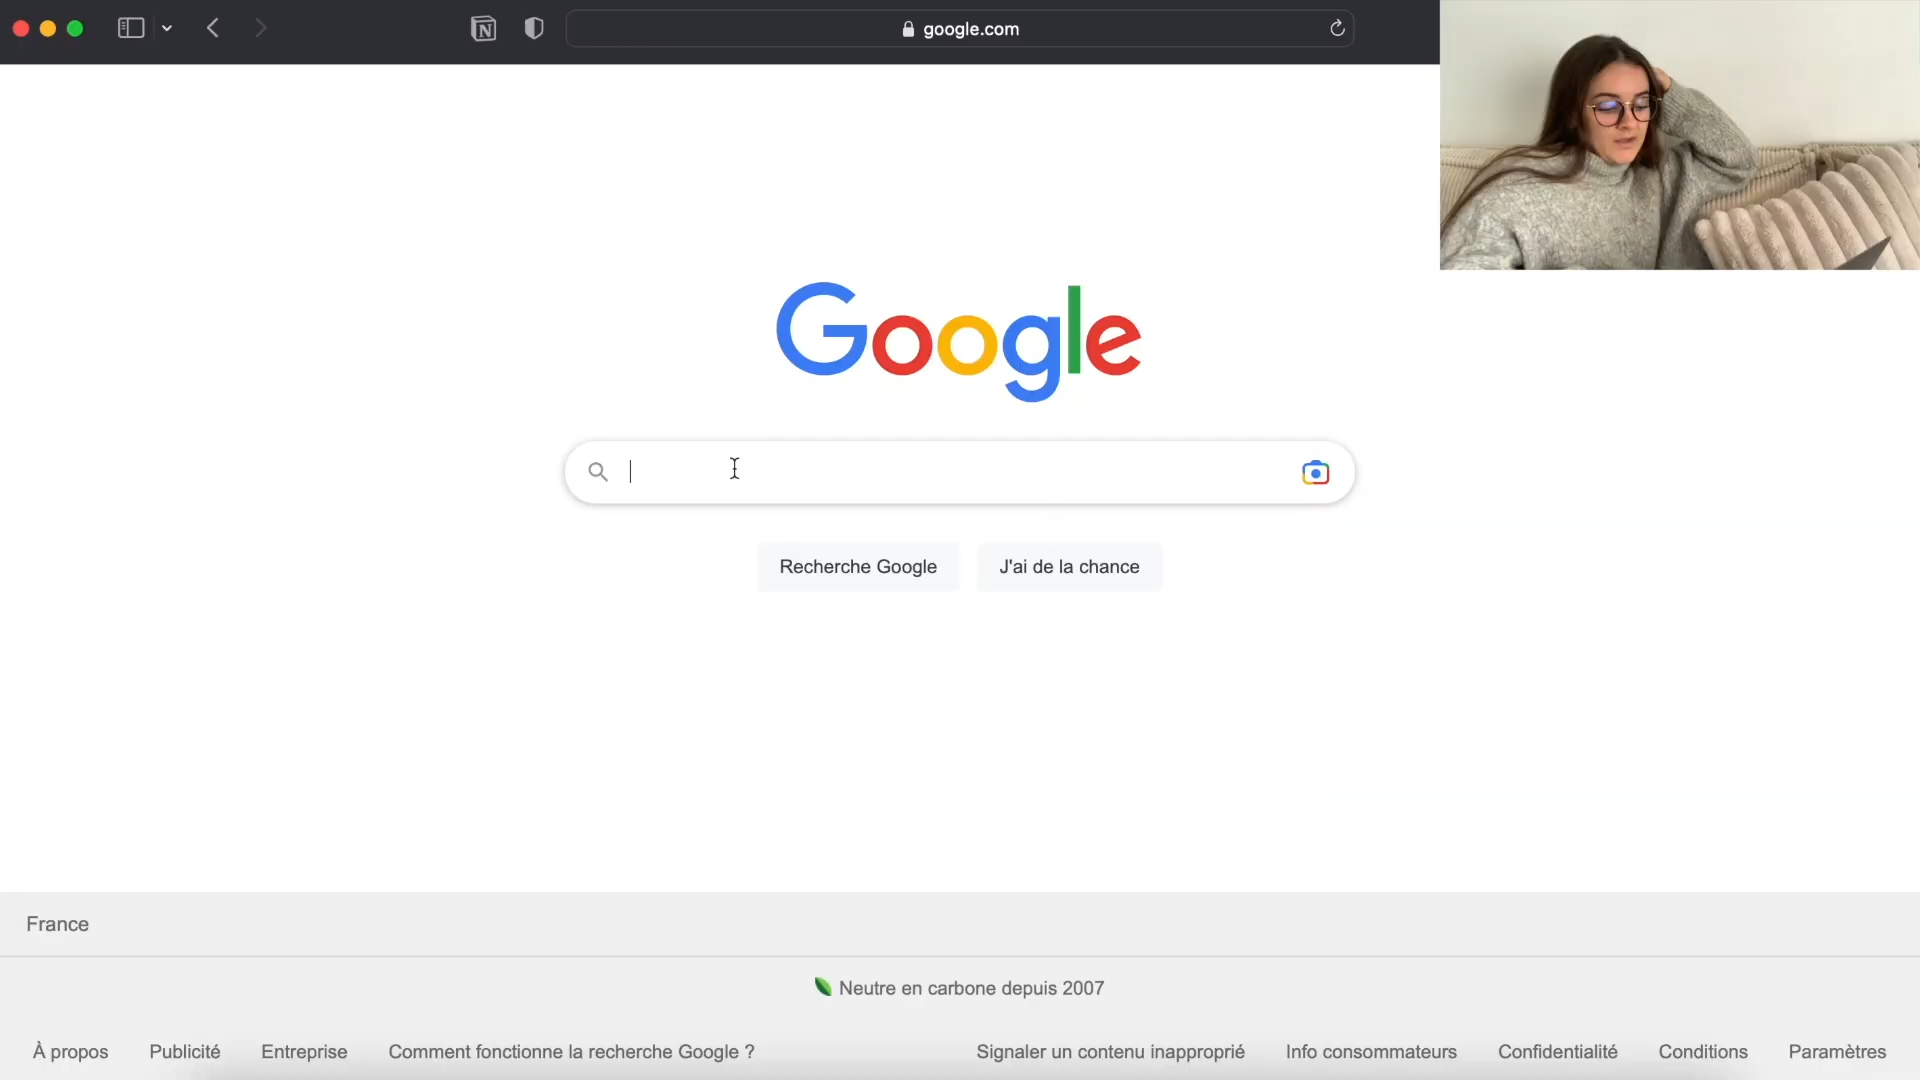 google.com
Google
Recherche Google
J'ai de la chance
France
Neutre en carbone depuis 2007
À propos
Publicité
Entreprise
Comment fonctionne la recherche Google ?
Signaler un contenu inapproprié
Info consommateurs
Confidentialité
Conditions
Paramètres